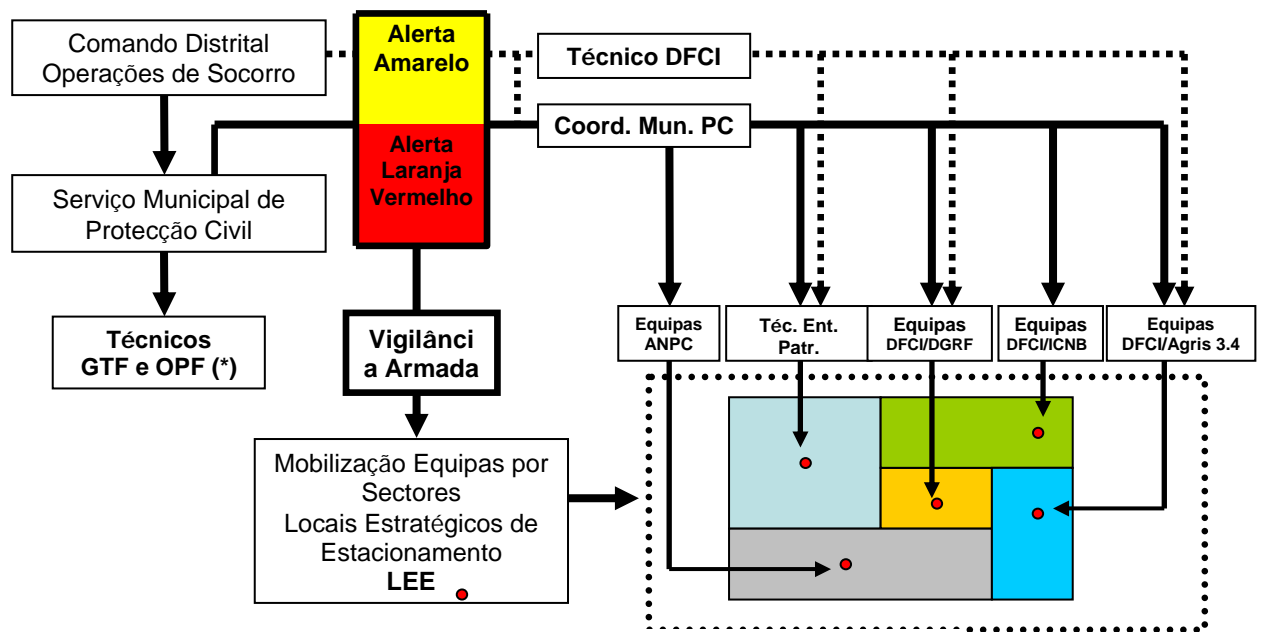 Comando Distrital
Operações de Socorro
Alerta
Amarelo
Técnico DFCI
Coord. Mun. PC
Alerta
Laranja
Vermelho
Serviço Municipal de
Protecção Civil
Técnicos
GTF e OPF (*)
Vigilânci
a Armada
Equipas
ANPC
Téc. Ent.
Patr.
Equipas
DFCI/DGRF
Equipas
DFCI/ICNB
Equipas
DFCI/Agris 3.4
Mobilização Equipas por
Sectores
Locais Estratégicos de
Estacionamento
LEE